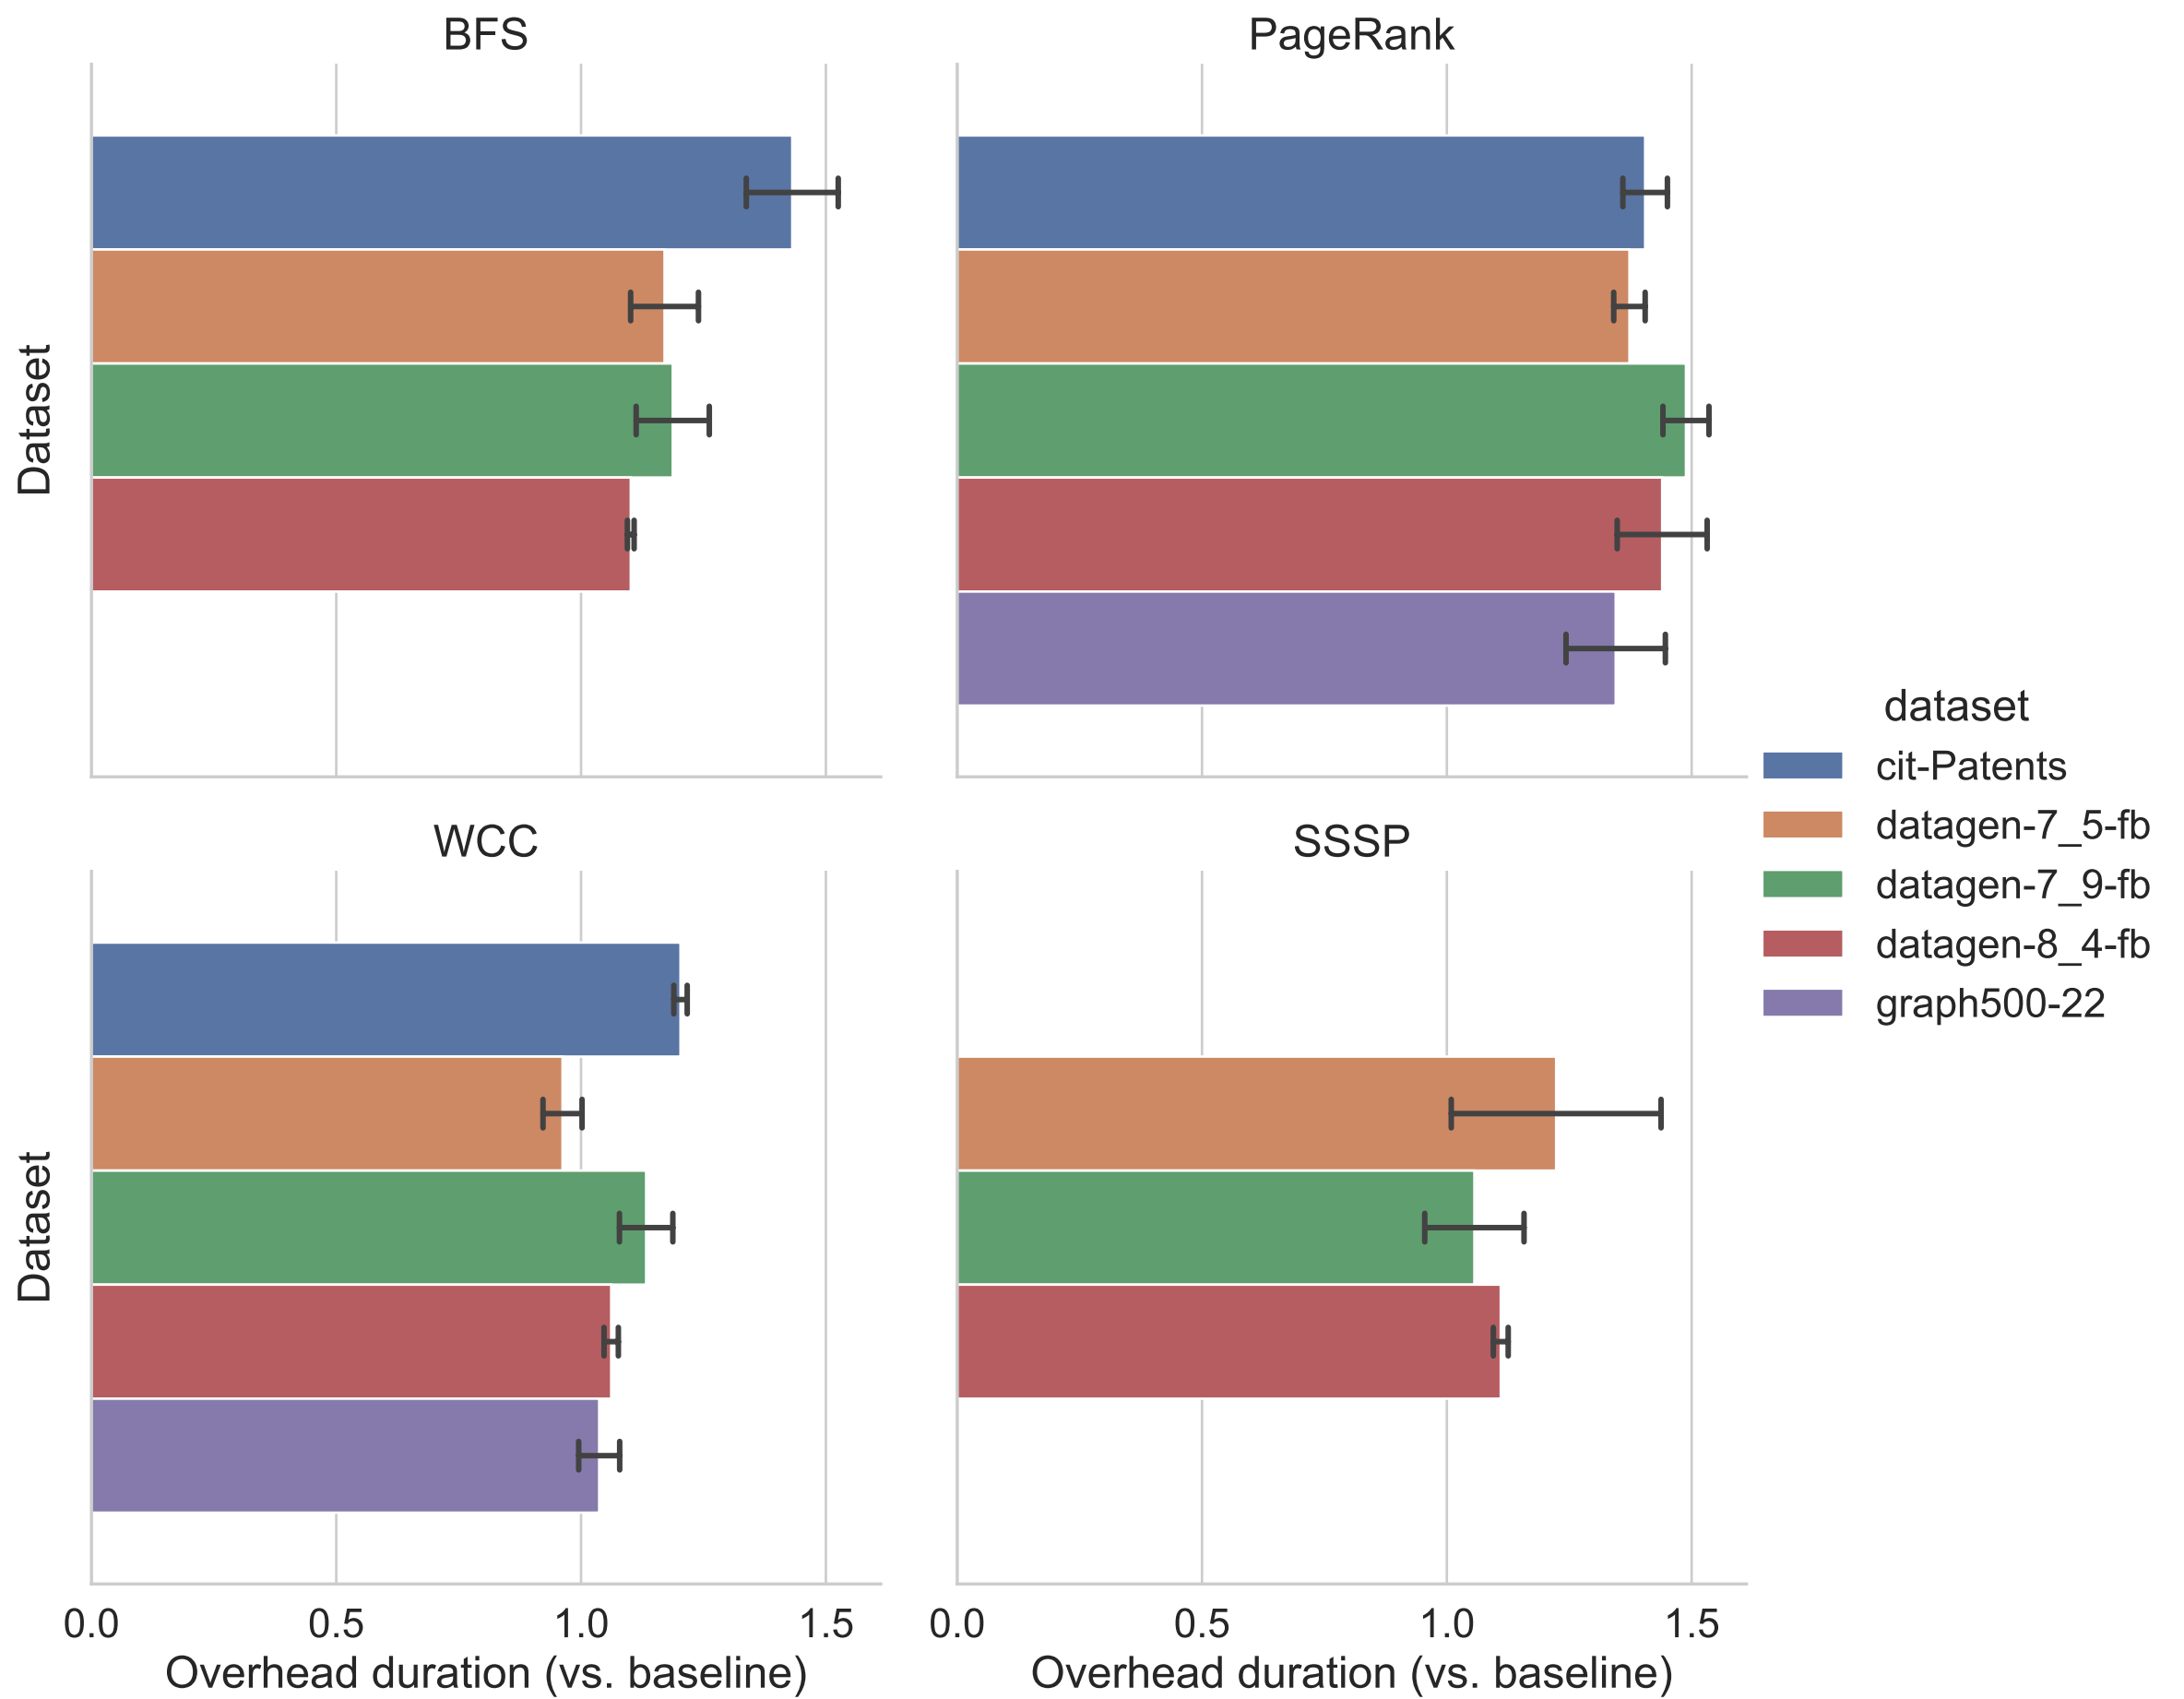 BFS
PageRank
Dataset
WCC
SSSP
Dataset
0.0 0.5 1.0 1.5
Overhead duration (vs. baseline)
0.0 0.5 1.0 1.5
Overhead duration (vs. baseline)
dataset
cit-Patents
datagen-7_5-fb
datagen-7_9-fb
datagen-8_4-fb
graph500-22